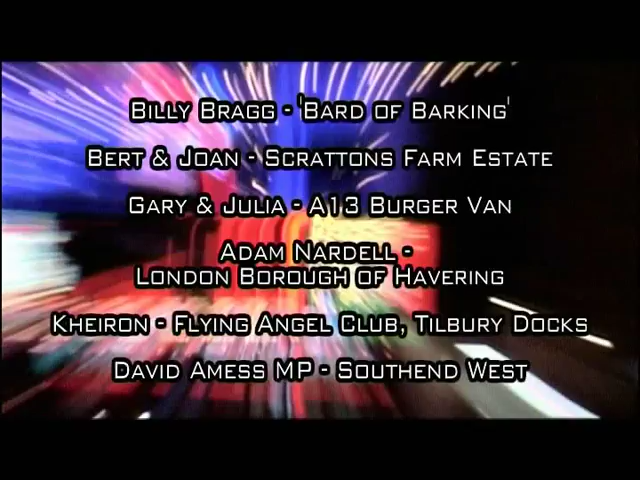 Billy Bragg - 'Bard of Barking'
Bert & Joan - Scrattons Farm Estate
Gary & Julia - A13 Burger Van
Adam Nardell -
London Borough of Havering
Kheiron - Flying Angel Club, Tilbury Docks
David Amess MP - Southend West